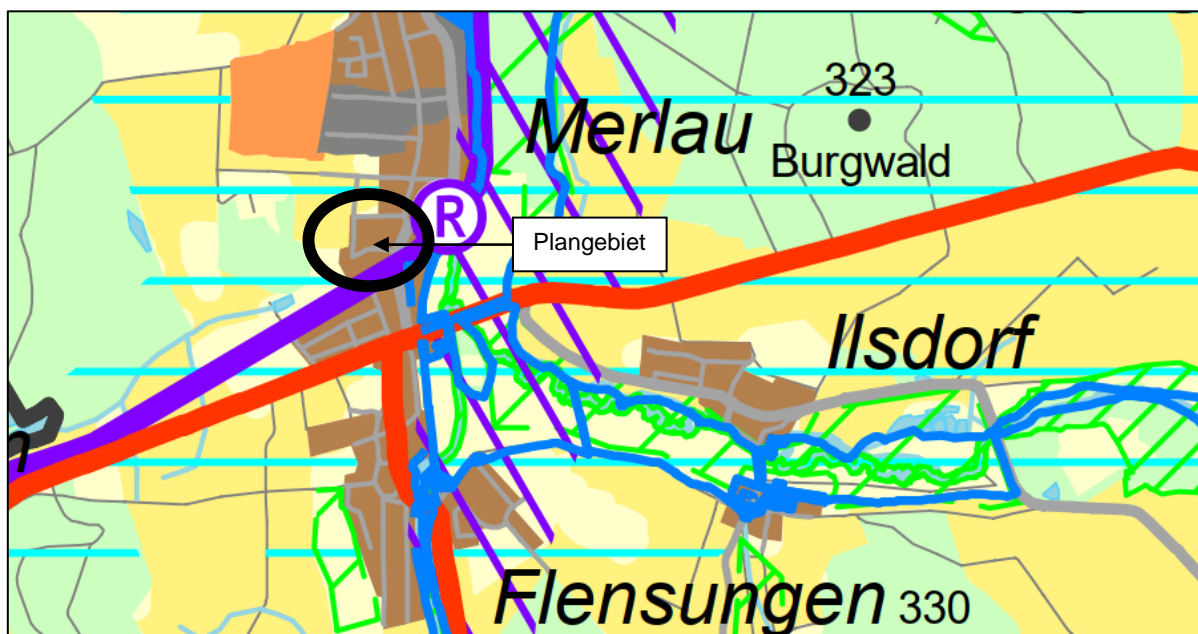 Merlau
323
Burgwald
R
Plangebiet
Ilsdorf
n
Flensungen 330